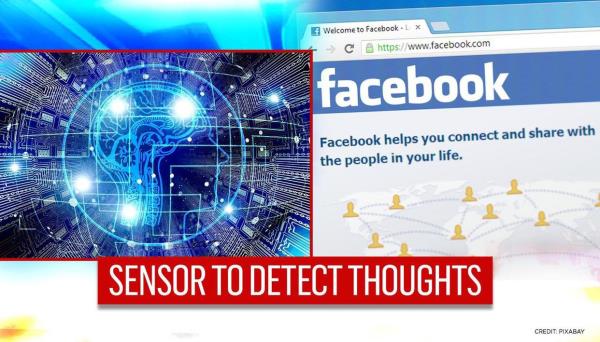 Welcome to Facebook - L
https://www.facebook.com
facebook
Facebook helps you connect and share with
the people in your life.
SENSOR TO DETECT THOUGHTS
CREDIT: PIXABAY